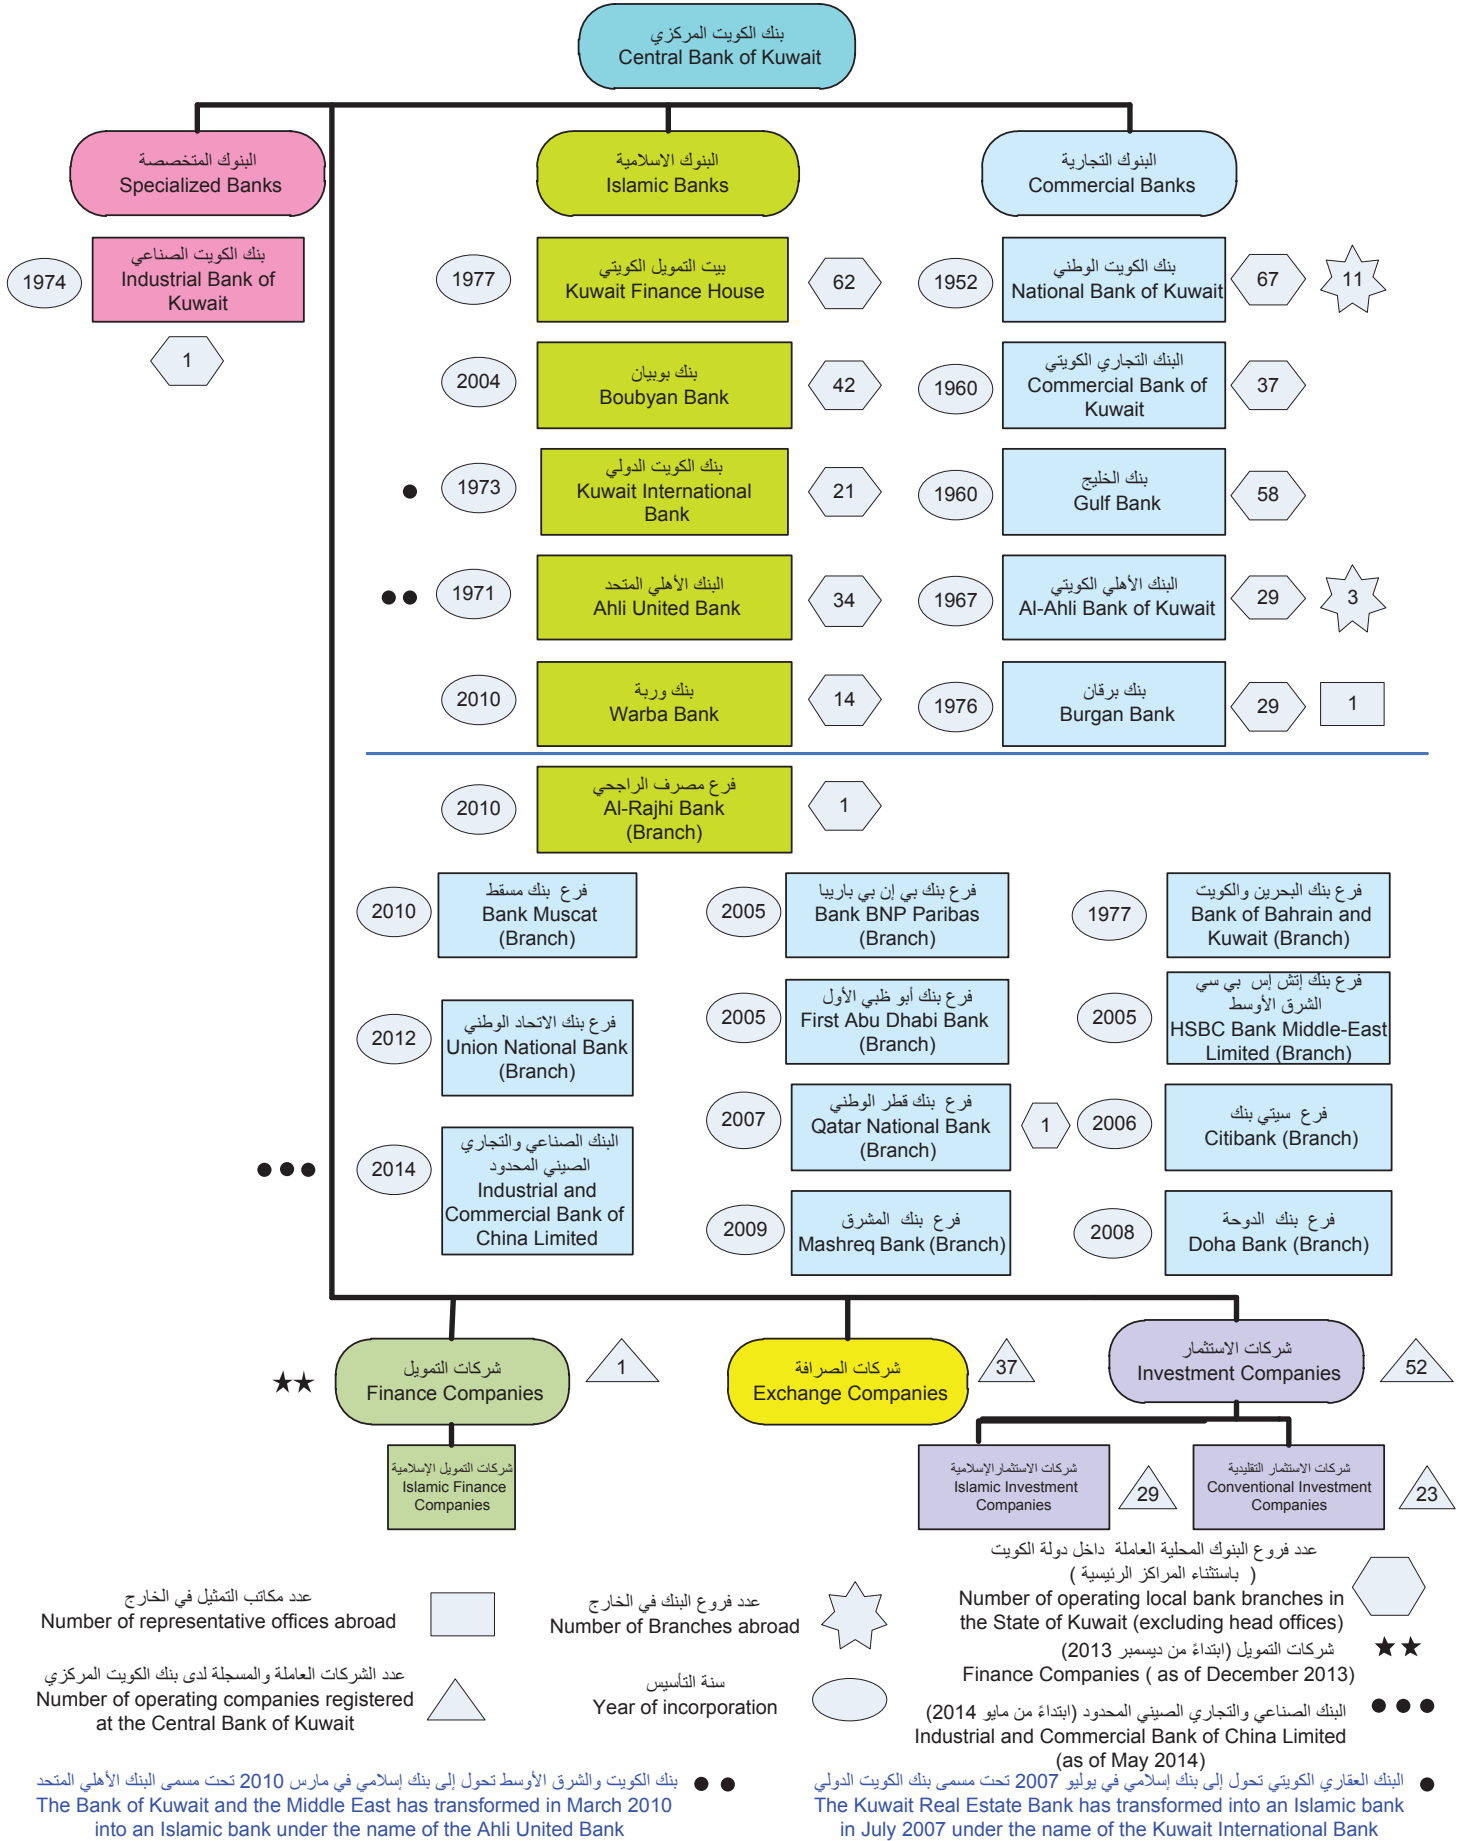 بنك الكويت المركزي
Central Bank of Kuwait
البنوك المتخصصة
Specialized Banks
البنوك الاسلامية
Islamic Banks
البنوك التجارية
Commercial Banks
1974
بنك الكويت الصناعي
Industrial Bank of
Kuwait
1
1977
بيت التمويل الكويتي
Kuwait Finance House
62
1952
بنك الكويت الوطني
National Bank of Kuwait
67
11
2004
بنك بوبيان
Boubyan Bank
42
1960
البنك التجاري الكويتي
Commercial Bank of
Kuwait
37
●
1973
بنك الكويت الدولي
Kuwait International
Bank
21
1960
بنك الخليج
Gulf Bank
58
●●
1971
البنك الأهلي المتحد
Ahli United Bank
34
1967
البنك الأهلي الكويتي
Al-Ahli Bank of Kuwait
29
3
2010
بنك وربة
Warba Bank
14
1976
بنك برقان
Burgan Bank
29
1
2010
فرع مصرف الراجحي
Al-Rajhi Bank
(Branch)
1
2010
فرع بنك مسقط
Bank Muscat
(Branch)
2005
فرع بنك بي إن بي باريبا
Bank BNP Paribas
(Branch)
1977
فرع بنك البحرين والكويت
Bank of Bahrain and
Kuwait (Branch)
2012
فرع بنك الاتحاد الوطني
Union National Bank
(Branch)
2005
فرع بنك أبو ظبي الأول
First Abu Dhabi Bank
(Branch)
2005
فرع بنك إتش إس بي سي
الشرق الأوسط
HSBC Bank Middle-East
Limited (Branch)
●●●
2014
البنك الصناعي والتجاري
الصيني المحدود
Industrial and
Commercial Bank of
China Limited
2007
فرع بنك قطر الوطني
Qatar National Bank
(Branch)
1
2006
فرع سيتي بنك
Citibank (Branch)
2009
فرع بنك المشرق
Mashreq Bank (Branch)
2008
فرع بنك الدوحة
Doha Bank (Branch)
★★
شركات التمويل
Finance Companies
1
شركات الصرافة
Exchange Companies
37
شركات الاستثمار
Investment Companies
52
شركات التمويل الإسلامية
Islamic Finance
Companies
شركات الاستثمار الإسلامية
Islamic Investment
Companies
29
شركات الاستثمار التقليدية
Conventional Investment
Companies
23
عدد مكاتب التمثيل في الخارج
Number of representative offices abroad
عدد فروع البنك في الخارج
Number of Branches abroad
عدد فروع البنوك المحلية العاملة داخل دولة الكويت
( باستثناء المراكز الرئيسية )
Number of operating local bank branches in
the State of Kuwait (excluding head offices)
شركات التمويل (ابتداءً من ديسمبر 2013) ★★
Finance Companies ( as of December 2013)
عدد الشركات العاملة والمسجلة لدى بنك الكويت المركزي
Number of operating companies registered
at the Central Bank of Kuwait
سنة التأسيس
Year of incorporation
البنك الصناعي والتجاري الصيني المحدود (ابتداءً من مايو 2014) ●●●
Industrial and Commercial Bank of China Limited
(as of May 2014)
بنك الكويت والشرق الأوسط تحول إلى بنك إسلامي في مارس 2010 تحت مسمى البنك الأهلي المتحد ●●
The Bank of Kuwait and the Middle East has transformed in March 2010
into an Islamic bank under the name of the Ahli United Bank
البنك العقاري الكويتي تحول إلى بنك إسلامي في يوليو 2007 تحت مسمى بنك الكويت الدولي ●
The Kuwait Real Estate Bank has transformed into an Islamic bank
in July 2007 under the name of the Kuwait International Bank